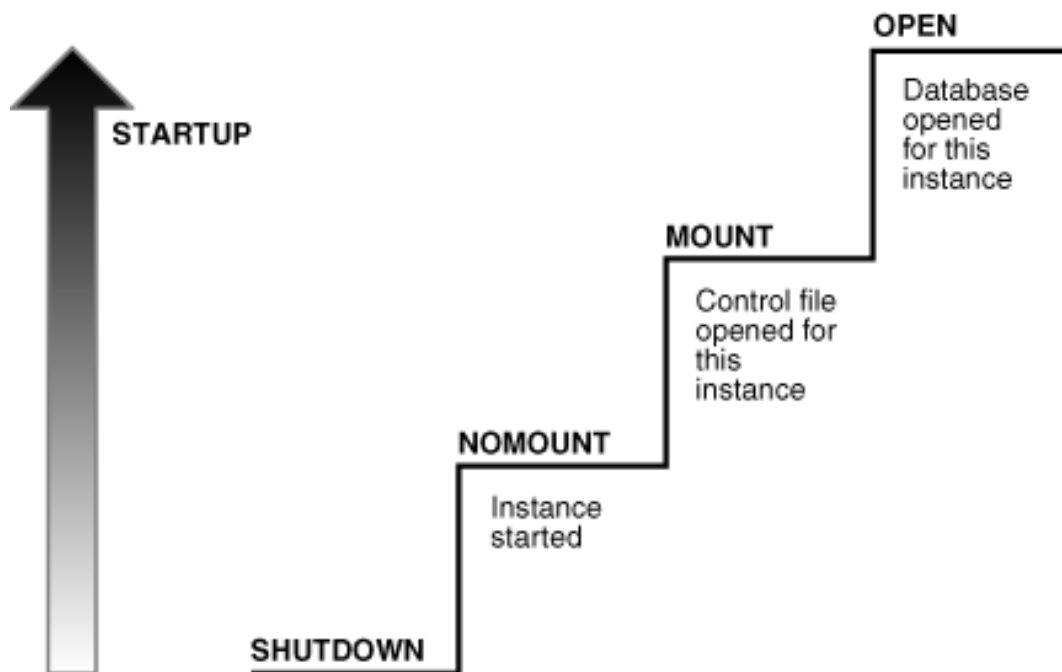 OPEN
Database
opened
for this
instance
STARTUP
MOUNT
Control file
opened for
this
instance
NOMOUNT
Instance
started
SHUTDOWN